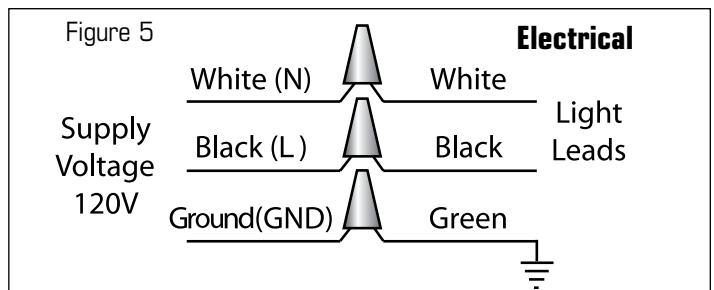 Figure 5
Electrical
White (N)
White
Supply
Voltage
120V
Black (L )
Black
Light
Leads
Ground(GND)
Green